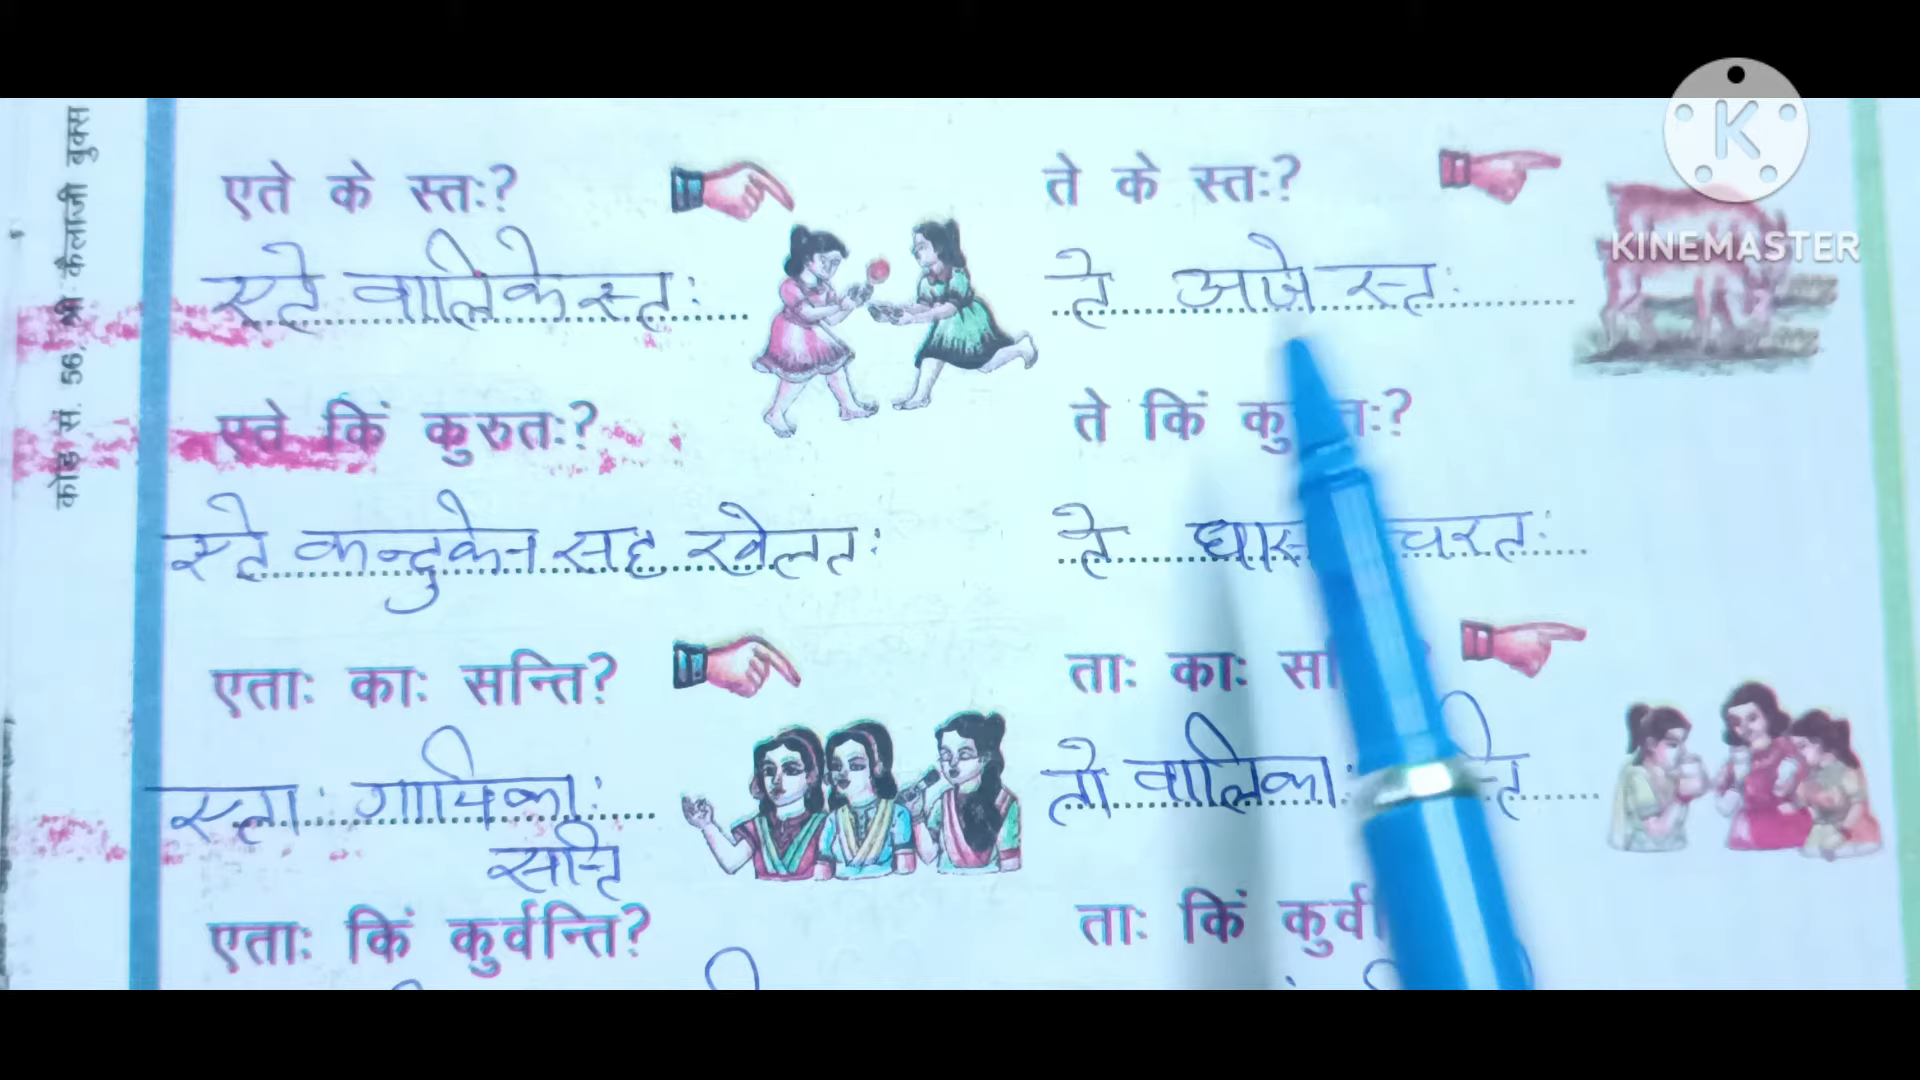 कोड सं. 56, श्री कैलाजी बुक्स
KINEMASTER
एते के स्तः?
एते बालिके स्तः
एते किं कुरुतः?
एते कन्दुकेन सह खेलतः
एताः काः सन्ति?
एताः गायिकाः
सन्ति
एताः किं कुर्वन्ति?
ते के स्तः?
ते अजे स्तः
ते किं
ते चरतः
ताः काः
ता बालिकाः
ताः किं